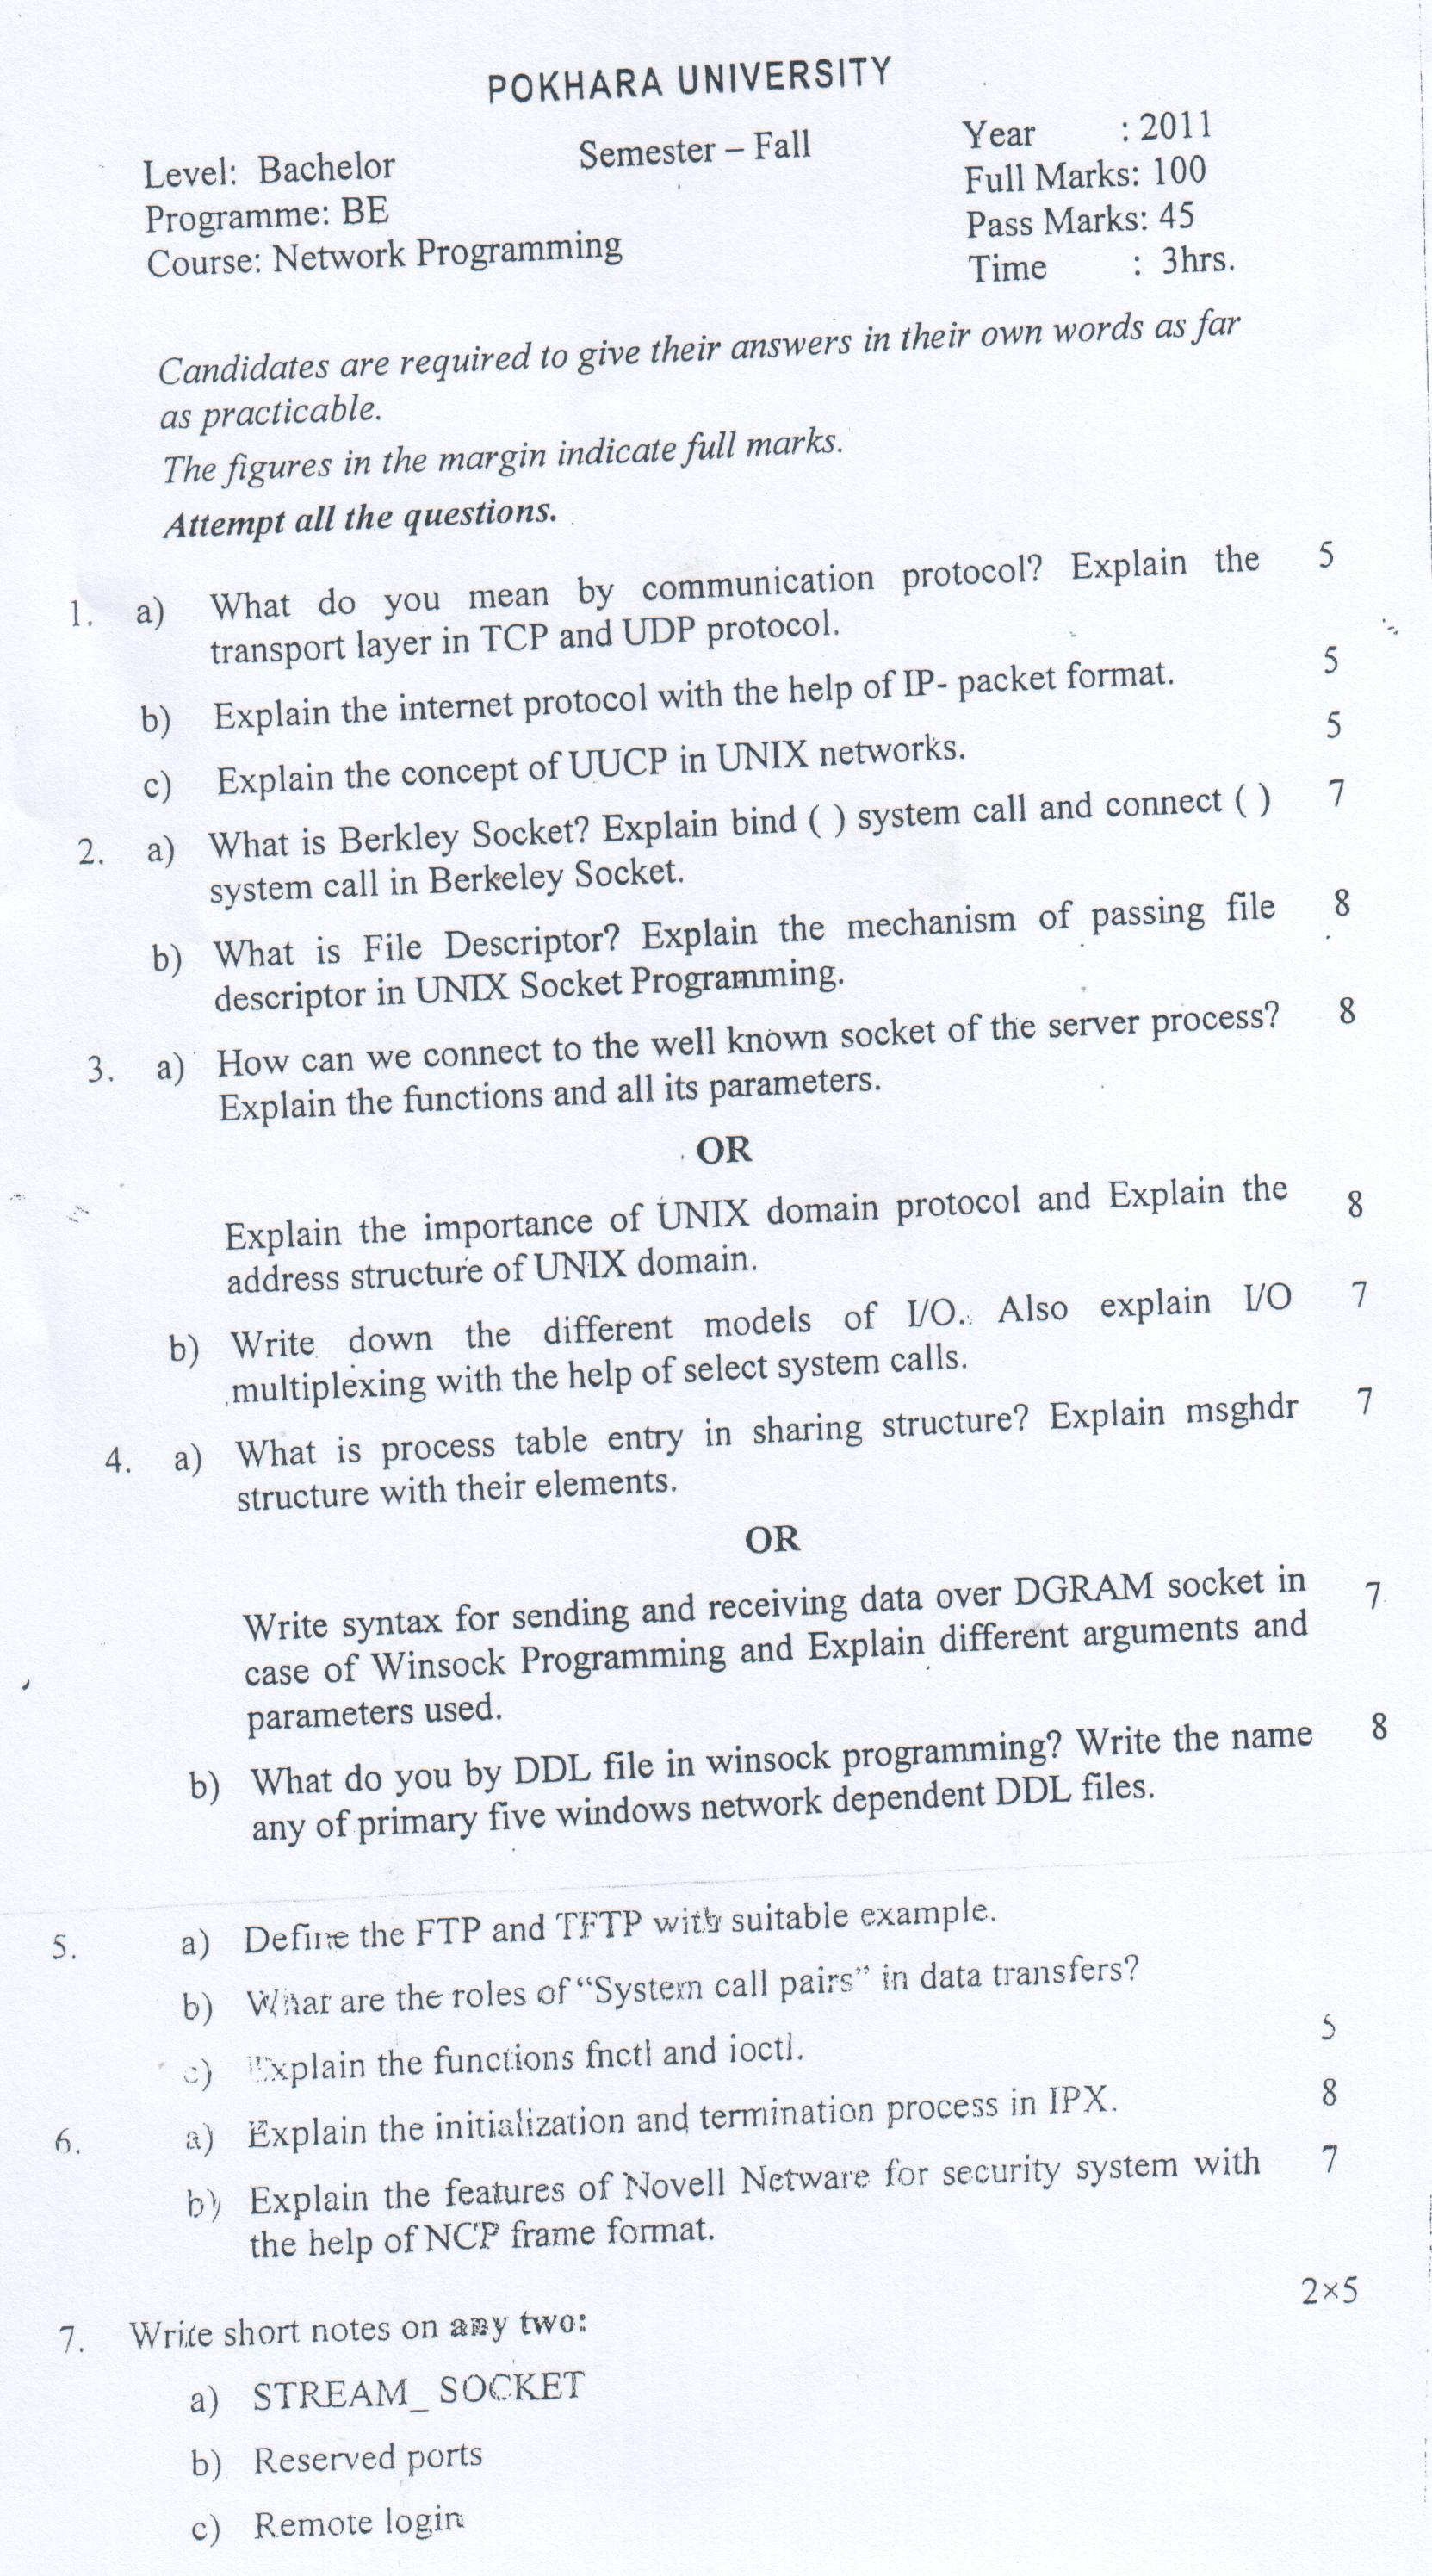 POKHARA UNIVERSITY
Level: Bachelor Semester – Fall Year : 2011
Programme: BE Full Marks: 100
Course: Network Programming Pass Marks: 45
Time : 3hrs.
Candidates are required to give their answers in their own words as far
as practicable.
The figures in the margin indicate full marks.
Attempt all the questions.
1. a) What do you mean by communication protocol? Explain the 5
transport layer in TCP and UDP protocol.
b) Explain the internet protocol with the help of IP- packet format. 5
c) Explain the concept of UUCP in UNIX networks. 5
2. a) What is Berkley Socket? Explain bind ( ) system call and connect ( ) 7
system call in Berkeley Socket.
b) What is File Descriptor? Explain the mechanism of passing file 8
descriptor in UNIX Socket Programming.
3. a) How can we connect to the well known socket of the server process? 8
Explain the functions and all its parameters.
OR
Explain the importance of UNIX domain protocol and Explain the 8
address structure of UNIX domain.
b) Write down the different models of I/O. Also explain I/O 7
multiplexing with the help of select system calls.
4. a) What is process table entry in sharing structure? Explain msghdr 7
structure with their elements.
OR
Write syntax for sending and receiving data over DGRAM socket in 7
case of Winsock Programming and Explain different arguments and
parameters used.
b) What do you by DDL file in winsock programming? Write the name 8
any of primary five windows network dependent DDL files.
5. a) Define the FTP and TFTP with suitable example.
b) What are the roles of “System call pairs” in data transfers?
c) Explain the functions fnctl and ioctl. 5
6. a) Explain the initialization and termination process in IPX. 8
b) Explain the features of Novell Netware for security system with 7
the help of NCP frame format.
7. Write short notes on any two: 2×5
a) STREAM_ SOCKET
b) Reserved ports
c) Remote login